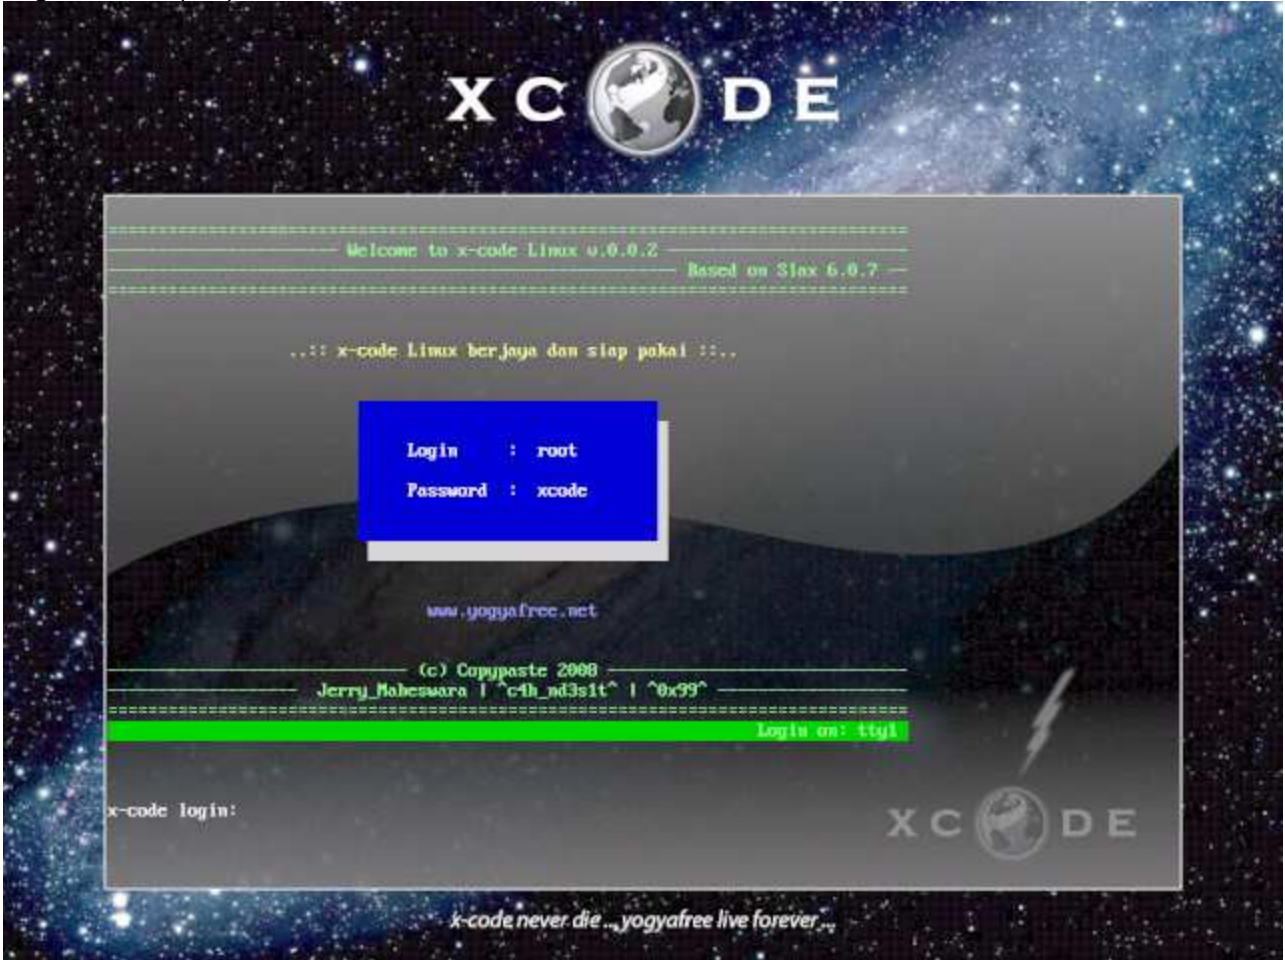 XCODE
Welcome to x-code Linux v.0.0.2
Based on Slax 6.0.7
..:: x-code Linux berjaya dan siap pakai ::..
Login : root
Password : xcode
www.yogyafree.net
(c) Copypaste 2008
Jerry_Maheswara | ^c4h_nd3s1t^ | ^0x99^
Login on: tty1
x-code login:
XCODE
x-code never die ... yogyafree live forever ...